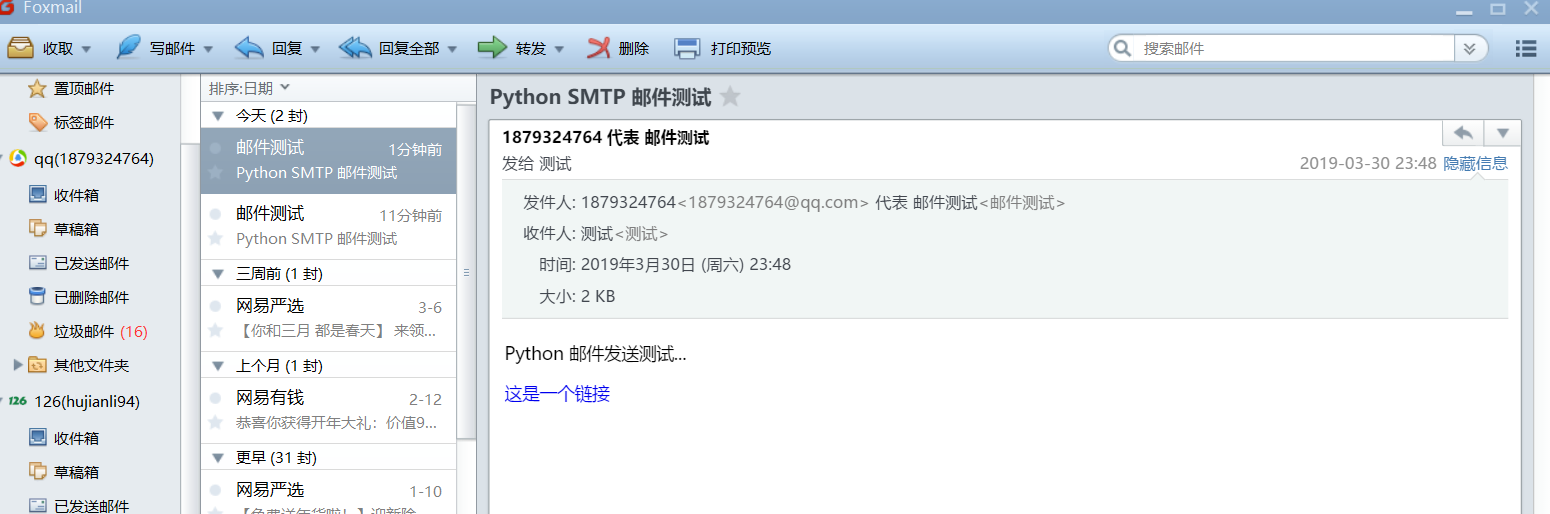 Foxmail
收取 写邮件 回复 回复全部 转发 删除 打印预览 搜索邮件
置顶邮件
标签邮件
qq(1879324764)
收件箱
草稿箱
已发送邮件
已删除邮件
垃圾邮件 (16)
其他文件夹
126 126(hujianli94)
收件箱
草稿箱
已发送邮件
排序:日期
今天 (2 封)
邮件测试 1分钟前
Python SMTP 邮件测试
邮件测试 11分钟前
Python SMTP 邮件测试
三周前 (1 封)
网易严选 3-6
【你和三月 都是春天】 来领...
上个月 (1 封)
网易有钱 2-12
恭喜你获得开年大礼：价值9...
更早 (31 封)
网易严选 1-10
【免费送年货啦！】迎新除
Python SMTP 邮件测试
1879324764 代表 邮件测试
发给 测试 2019-03-30 23:48 隐藏信息
发件人: 1879324764<1879324764@qq.com> 代表 邮件测试<邮件测试>
收件人: 测试<测试>
时间: 2019年3月30日 (周六) 23:48
大小: 2 KB
Python 邮件发送测试...
这是一个链接